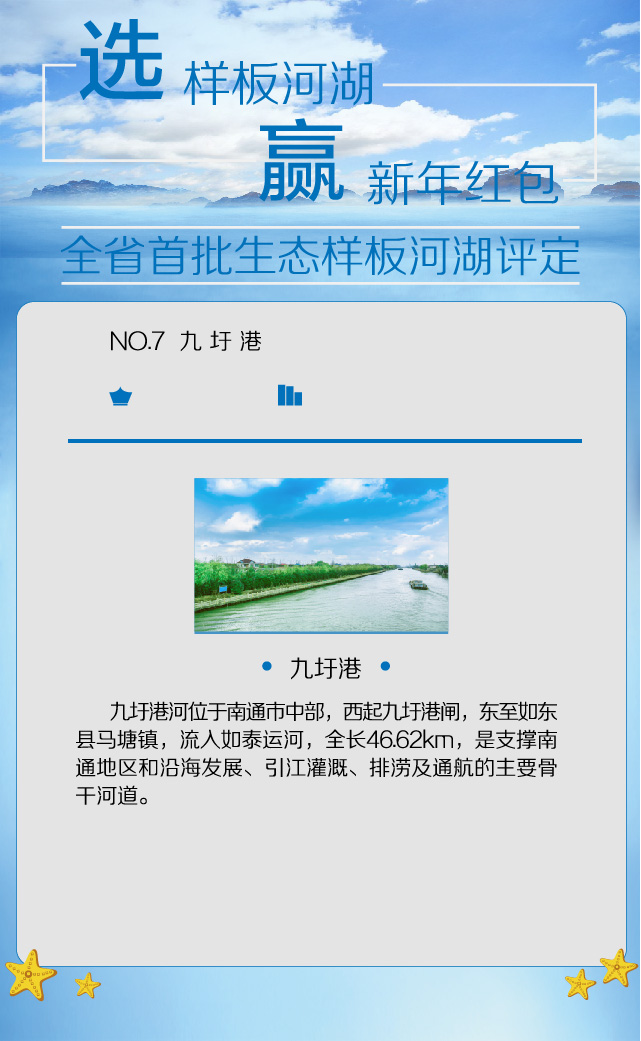 选 样板河湖
赢 新年红包
全省首批生态样板河湖评定
NO.7 九圩港
• 九圩港 •
九圩港河位于南通市中部，西起九圩港闸，东至如东
县马塘镇，流入如泰运河，全长46.62km，是支撑南
通地区和沿海发展、引江灌溉、排涝及通航的主要骨
干河道。